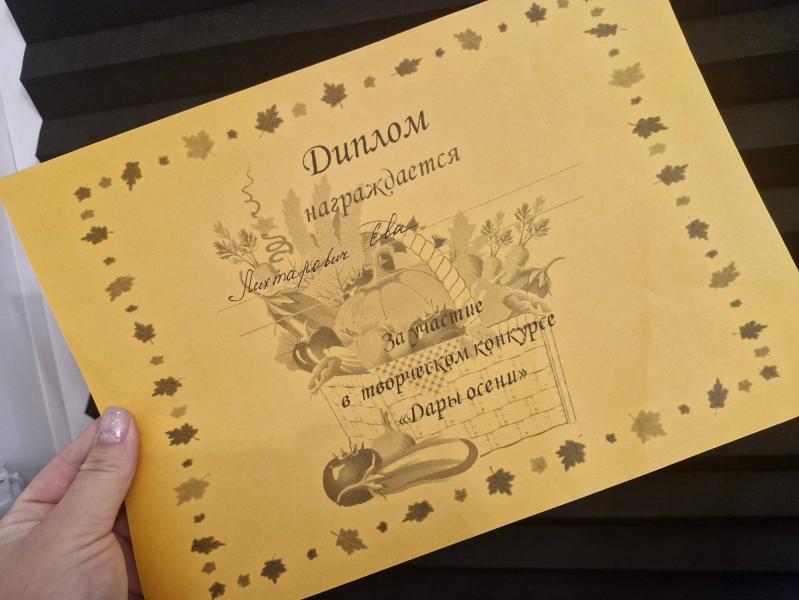 Диплом
награждается
Лихтарович Ева
За участие
в творческом конкурсе
«Дары осени»